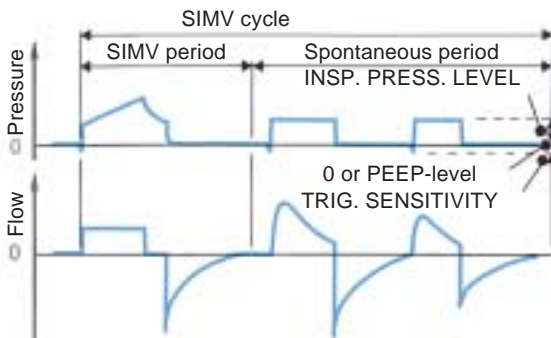 SIMV cycle
SIMV period
Spontaneous period
INSP. PRESS. LEVEL
Pressure
0
0 or PEEP-level
TRIG. SENSITIVITY
Flow
0